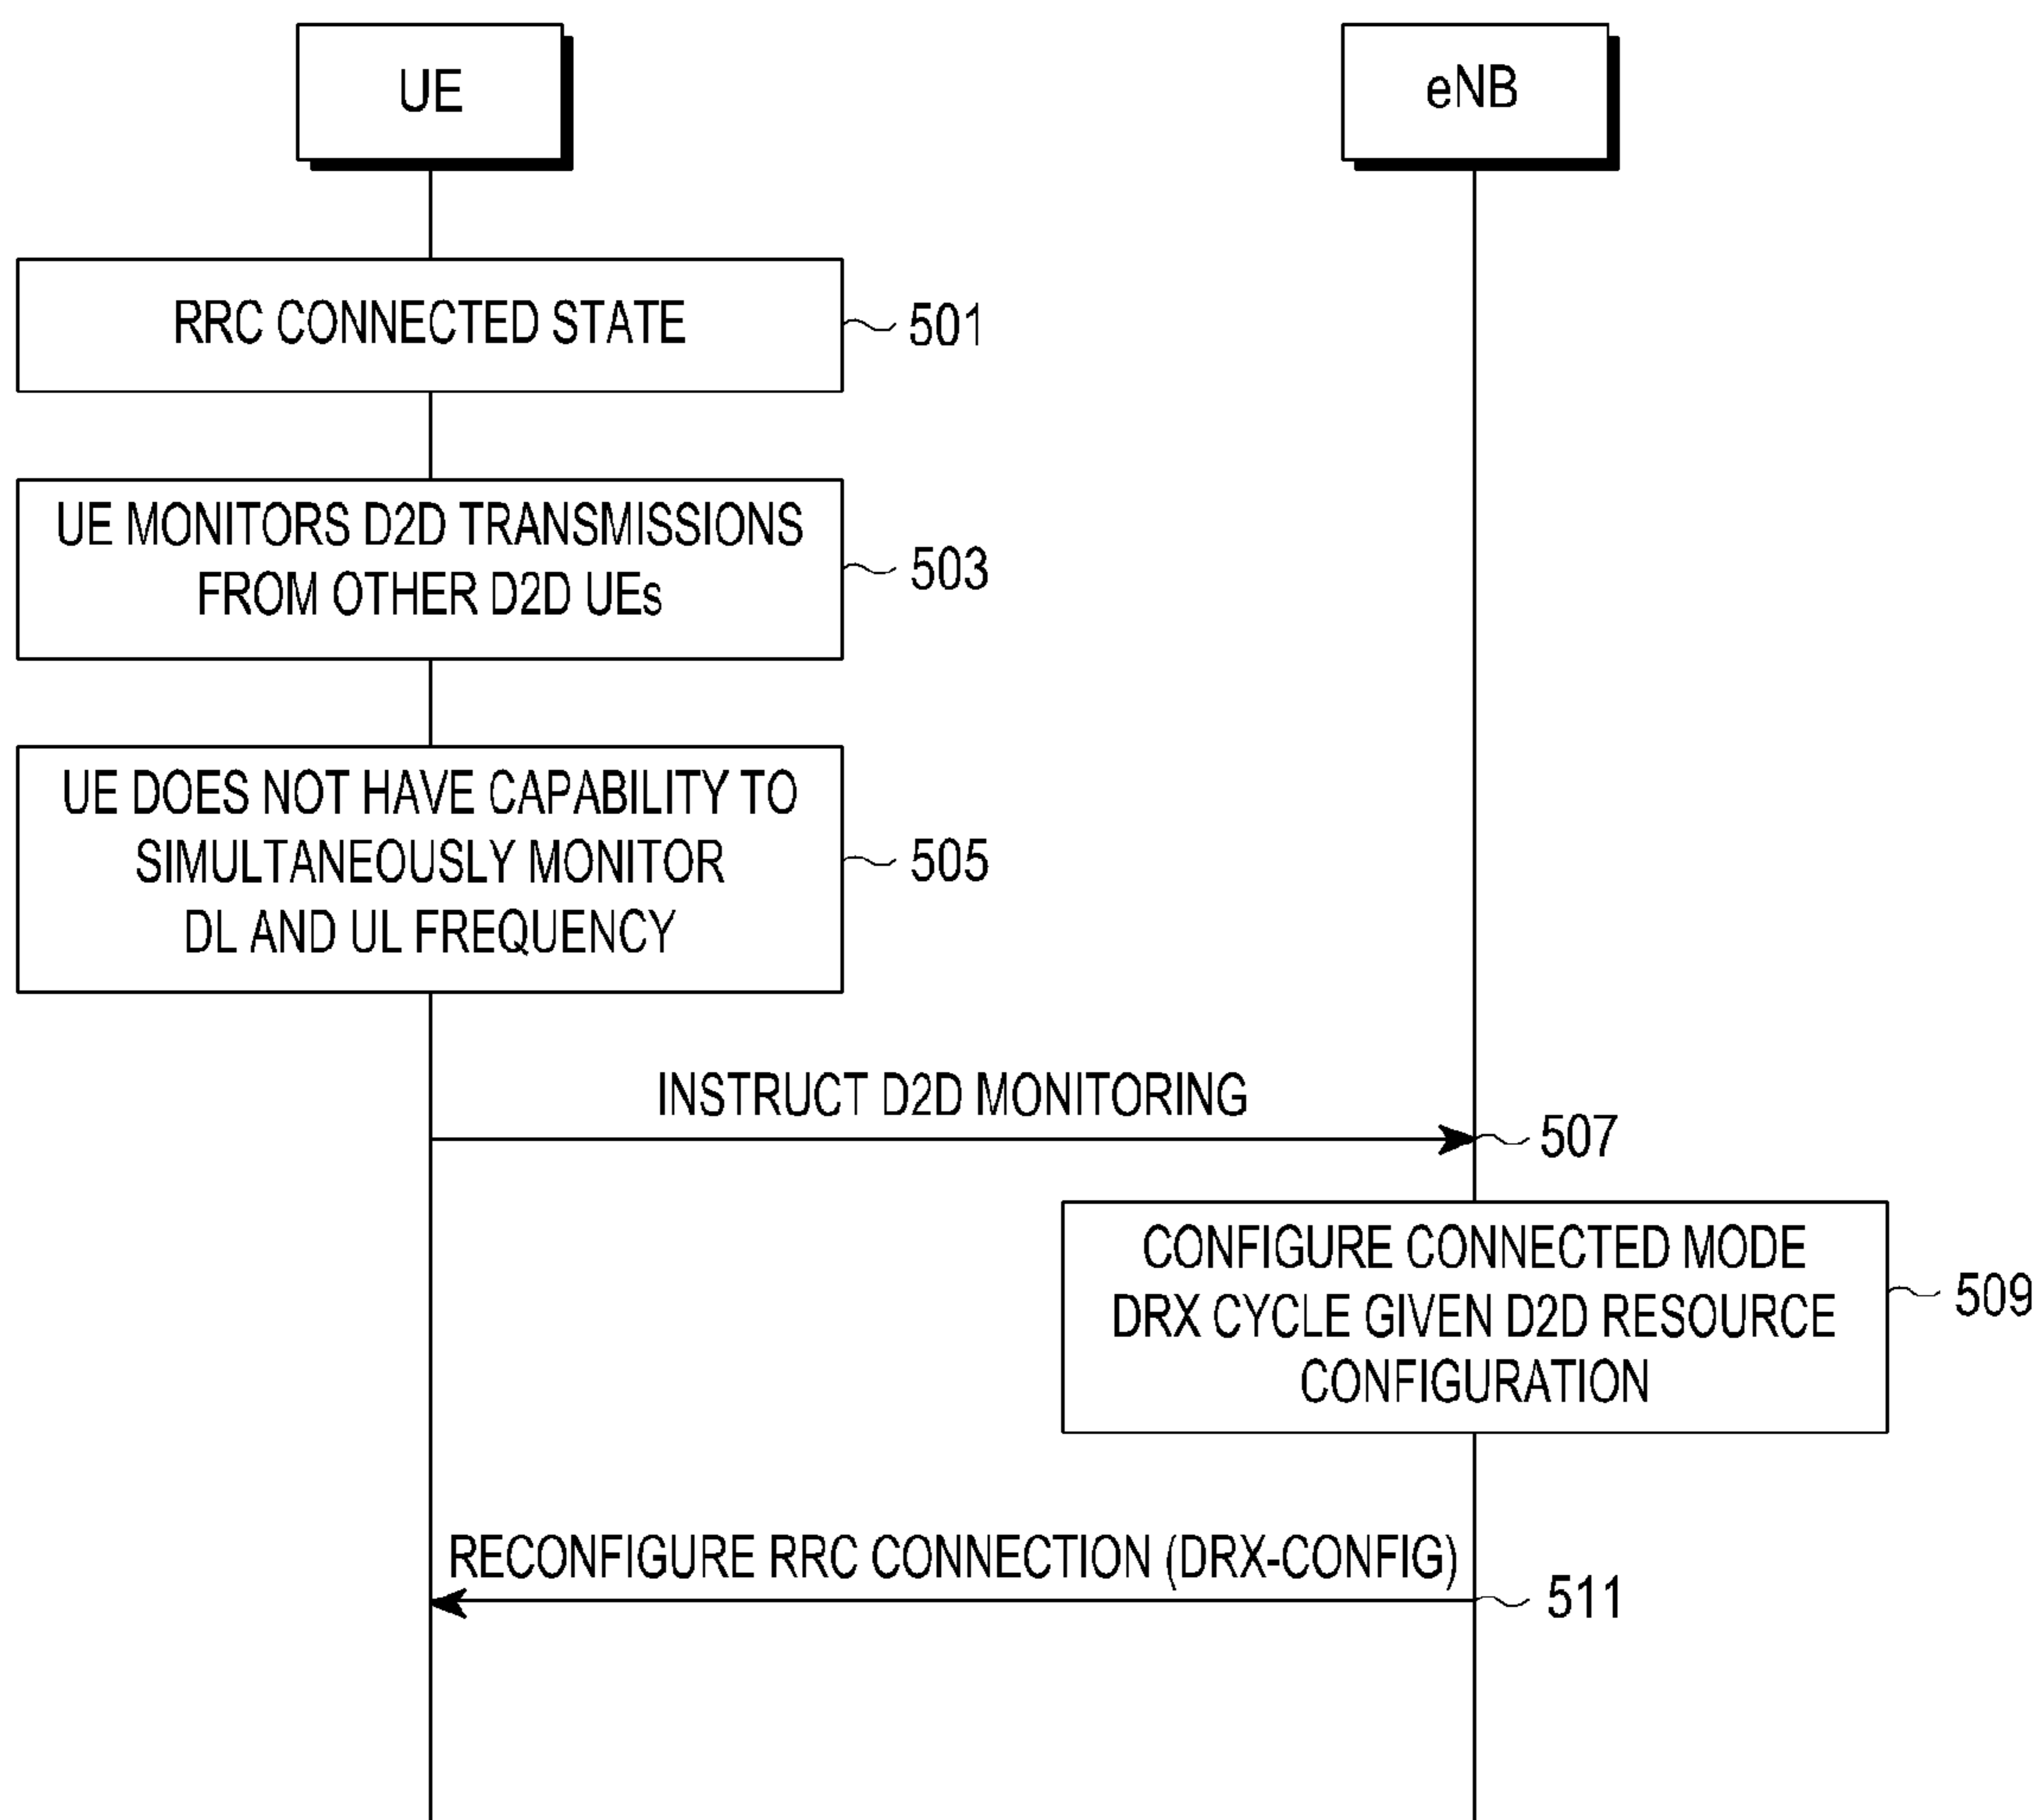 UE
eNB
RRC CONNECTED STATE
501
UE MONITORS D2D TRANSMISSIONS
FROM OTHER D2D UEs
503
UE DOES NOT HAVE CAPABILITY TO
SIMULTANEOUSLY MONITOR
DL AND UL FREQUENCY
505
INSTRUCT D2D MONITORING
507
CONFIGURE CONNECTED MODE
DRX CYCLE GIVEN D2D RESOURCE
CONFIGURATION
509
RECONFIGURE RRC CONNECTION (DRX-CONFIG)
511